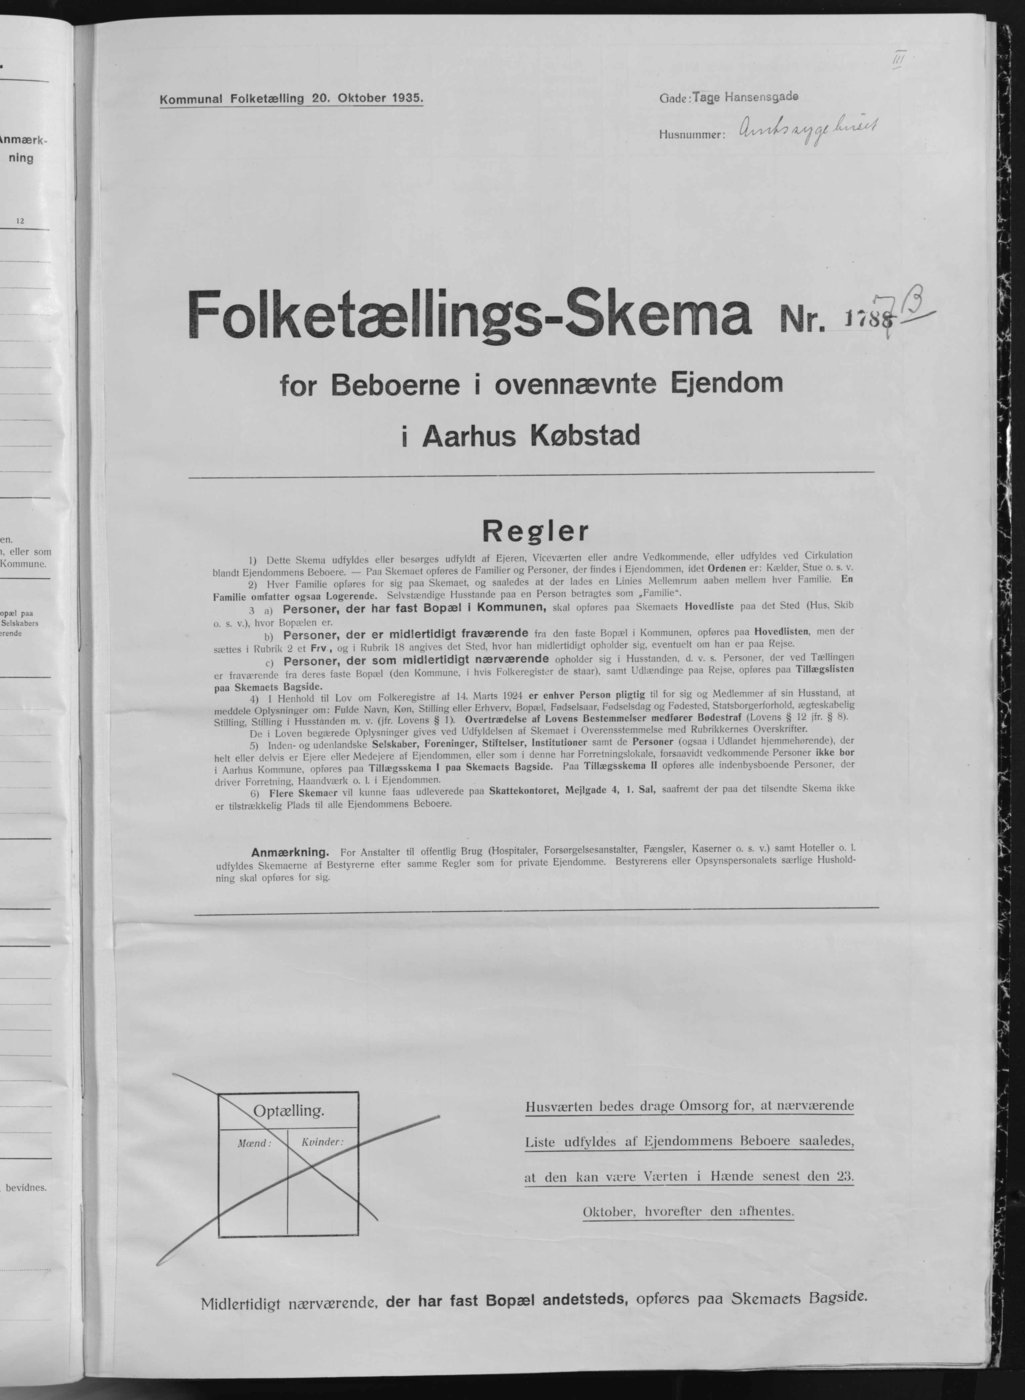 .
Anmærk-
ning
12
en.
, eller som
Kommune.
opæl paa
Selskabers
erende
bevidnes.
III
Kommunal Folketælling 20. Oktober 1935.
Gade: Tage Hansensgade
Husnummer: Amtssygehuset
Folketællings-Skema Nr. 1787 B
for Beboerne i ovennævnte Ejendom
i Aarhus Købstad
Regler
1) Dette Skema udfyldes eller besørges udfyldt af Ejeren, Viceværten eller andre Vedkommende, eller udfyldes ved Cirkulation
blandt Ejendommens Beboere. — Paa Skemaet opføres de Familier og Personer, der findes i Ejendommen, idet Ordenen er: Kælder, Stue o. s. v.
2) Hver Familie opføres for sig paa Skemaet, og saaledes at der lades en Linies Mellemrum aaben mellem hver Familie. En
Familie omfatter ogsaa Logerende. Selvstændige Husstande paa en Person betragtes som „Familie“.
3 a) Personer, der har fast Bopæl i Kommunen, skal opføres paa Skemaets Hovedliste paa det Sted (Hus, Skib
o. s. v.), hvor Bopælen er.
b) Personer, der er midlertidigt fraværende fra den faste Bopæl i Kommunen, opføres paa Hovedlisten, men der
sættes i Rubrik 2 et Frv., og i Rubrik 18 angives det Sted, hvor han midlertidigt opholder sig, eventuelt om han er paa Rejse.
c) Personer, der som midlertidigt nærværende opholder sig i Husstanden, d. v. s. Personer, der ved Tællingen
er fraværende fra deres faste Bopæl (den Kommune, i hvis Folkeregister de staar), samt Udlændinge paa Rejse, opføres paa Tillægslisten
paa Skemaets Bagside.
4) I Henhold til Lov om Folkeregistre af 14. Marts 1924 er enhver Person pligtig til for sig og Medlemmer af sin Husstand, at
meddele Oplysninger om: Fulde Navn, Køn, Stilling eller Erhverv, Bopæl, Fødselsaar, Fødselsdag og Fødested, Statsborgerforhold, ægteskabelig
Stilling, Stilling i Husstanden m. v. (jfr. Lovens § 1). Overtrædelse af Lovens Bestemmelser medfører Bødestraf (Lovens § 12 jfr. § 8).
De i Loven begærede Oplysninger gives ved Udfyldelsen af Skemaet i Overensstemmelse med Rubrikkernes Overskrifter.
5) Inden- og udenlandske Selskaber, Foreninger, Stiftelser, Institutioner samt de Personer (ogsaa i Udlandet hjemmehørende), der
helt eller delvis er Ejere eller Medejere af Ejendommen, eller som i denne har Forretningslokale, forsaavidt vedkommende Personer ikke bor
i Aarhus Kommune, opføres paa Tillægsskema I paa Skemaets Bagside. Paa Tillægsskema II opføres alle indenbysboende Personer, der
driver Forretning, Haandværk o. l. i Ejendommen.
6) Flere Skemaer vil kunne faas udleverede paa Skattekontoret, Mejlgade 4, 1. Sal, saafremt der paa det tilsendte Skema ikke
er tilstrækkelig Plads til alle Ejendommens Beboere.
Anmærkning. For Anstalter til offentlig Brug (Hospitaler, Forsørgelsesanstalter, Fængsler, Kaserner o. s. v.) samt Hoteller o. l.
udfyldes Skemaerne af Bestyrerne efter samme Regler som for private Ejendomme. Bestyrerens eller Opsynspersonalets særlige Hushold-
ning skal opføres for sig.
Optælling.
Mænd: Kvinder:
Husværten bedes drage Omsorg for, at nærværende
Liste udfyldes af Ejendommens Beboere saaledes,
at den kan være Værten i Hænde senest den 23.
Oktober, hvorefter den afhentes.
Midlertidigt nærværende, der har fast Bopæl andetsteds, opføres paa Skemaets Bagside.